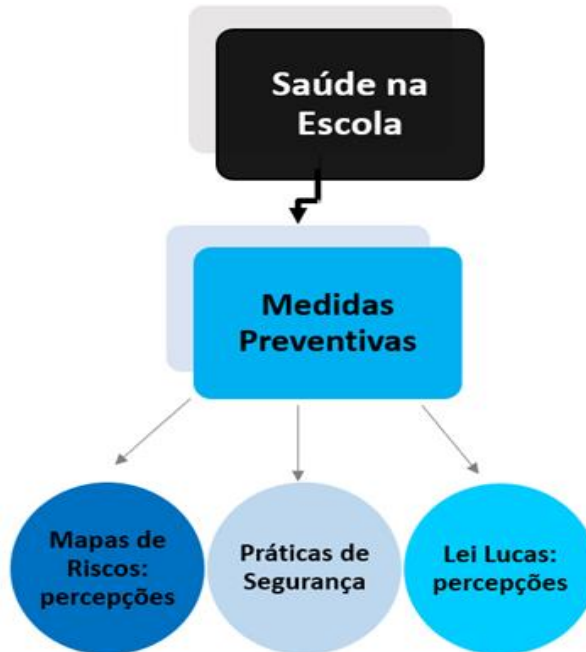 Saúde na
Escola
Medidas
Preventivas
Mapas de
Riscos:
percepções
Práticas de
Segurança
Lei Lucas:
percepções